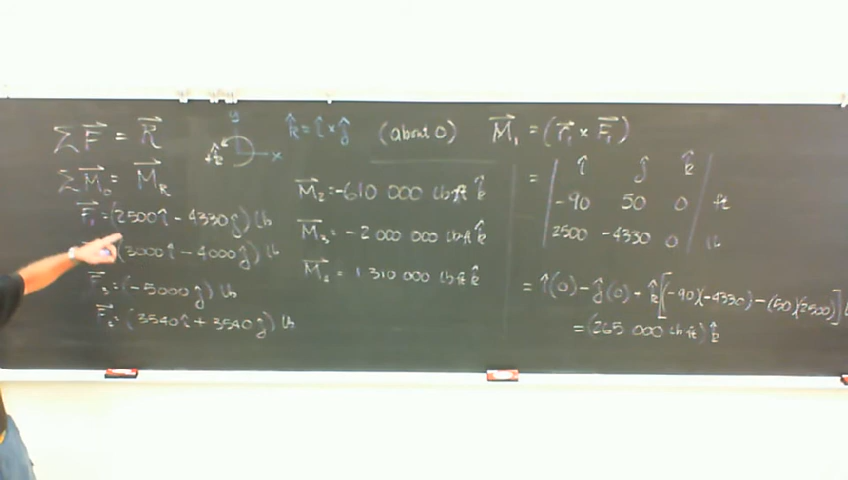 ΣF⃗ = R⃗
ΣM⃗₀ = M⃗_R
F⃗₁ = (2500î - 4330ĵ) lb
(3000î - 4000ĵ) lb
F⃗₃ = (-5000ĵ) lb
(3540î + 3540ĵ) lb
y
x
+k̂
k̂ = î × ĵ
(about 0)
M⃗₂ = -610 000 lb·ft k̂
M⃗₃ = -2 000 000 lb·ft k̂
M⃗₄ = 1 310 000 lb·ft k̂
M⃗₁ = (r⃗₁ × F⃗₁)
= | î ĵ k̂ |
| -90 50 0 | ft
| 2500 -4330 0 | lb
= î(0) - ĵ(0) + k̂[(-90)(-4330) - (50)(2500)]
= (265 000 lb·ft) k̂